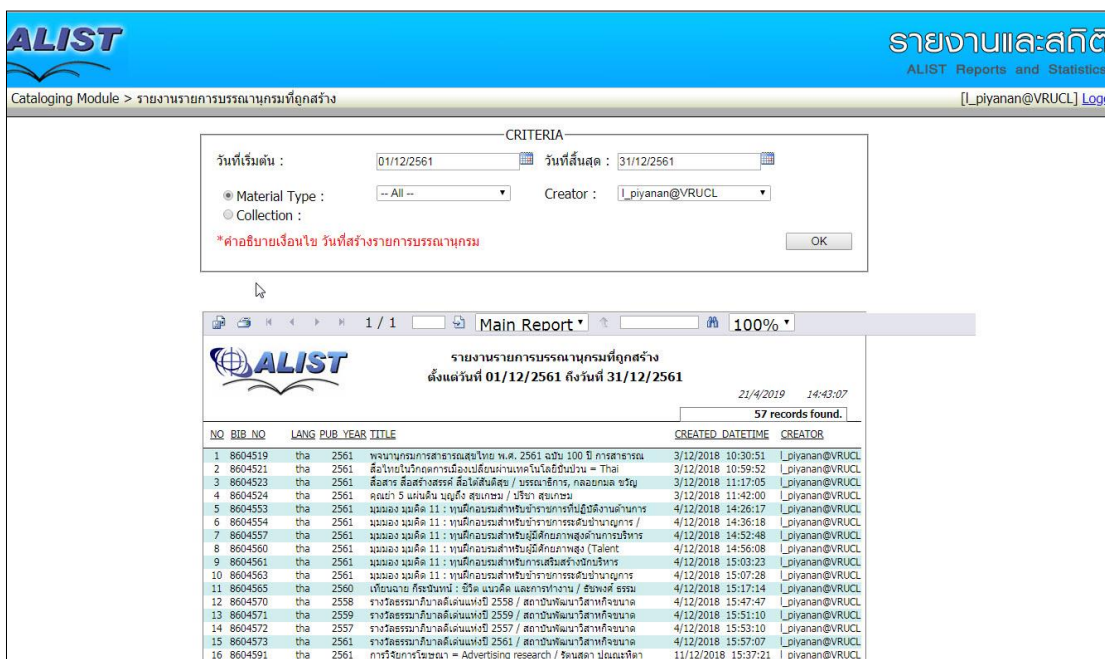 ALIST
รายงานและสถิติ
ALIST Reports and Statistics
Cataloging Module > รายงานรายการบรรณานุกรมที่ถูกสร้าง [l_piyanan@VRUCL] Log
CRITERIA
วันที่เริ่มต้น : 01/12/2561 วันที่สิ้นสุด : 31/12/2561
Material Type : -- All -- Creator : l_piyanan@VRUCL
Collection :
*คำอธิบายเงื่อนไข วันที่สร้างรายการบรรณานุกรม OK
1 / 1 Main Report 100%
ALIST
รายงานรายการบรรณานุกรมที่ถูกสร้าง
ตั้งแต่วันที่ 01/12/2561 ถึงวันที่ 31/12/2561
21/4/2019 14:43:07
57 records found.
NO BIB NO LANG PUB YEAR TITLE CREATED DATETIME CREATOR
1 8604519 tha 2561 พจนานุกรมการสาธารณสุขไทย พ.ศ. 2561 ฉบับ 100 ปี การสาธารณ 3/12/2018 10:30:51 l_piyanan@VRUCL
2 8604521 tha 2561 สื่อไทยในวิกฤตการเมืองเปลี่ยนผ่านเทคโนโลยีปั่นป่วน = Thai 3/12/2018 10:59:52 l_piyanan@VRUCL
3 8604523 tha 2561 สื่อสาร สื่อสร้างสรรค์ สื่อใต้สันติสุข / บรรณาธิการ, กลอยกมล ขวัญ 3/12/2018 11:17:05 l_piyanan@VRUCL
4 8604524 tha 2561 คุณย่า 5 แผ่นดิน บุญถึง สุขเกษม / ปรีชา สุขเกษม 3/12/2018 11:42:00 l_piyanan@VRUCL
5 8604553 tha 2561 มุมมอง มุมคิด 11 : ทุนฝึกอบรมสำหรับข้าราชการที่ปฏิบัติงานด้านการ 4/12/2018 14:26:17 l_piyanan@VRUCL
6 8604554 tha 2561 มุมมอง มุมคิด 11 : ทุนฝึกอบรมสำหรับข้าราชการระดับชำนาญการ / 4/12/2018 14:36:18 l_piyanan@VRUCL
7 8604557 tha 2561 มุมมอง มุมคิด 11 : ทุนฝึกอบรมสำหรับผู้มีศักยภาพสูงด้านการบริหาร 4/12/2018 14:52:48 l_piyanan@VRUCL
8 8604560 tha 2561 มุมมอง มุมคิด 11 : ทุนฝึกอบรมสำหรับผู้มีศักยภาพสูง (Talent 4/12/2018 14:56:08 l_piyanan@VRUCL
9 8604561 tha 2561 มุมมอง มุมคิด 11 : ทุนฝึกอบรมสำหรับการเสริมสร้างนักบริหาร 4/12/2018 15:03:23 l_piyanan@VRUCL
10 8604563 tha 2561 มุมมอง มุมคิด 11 : ทุนฝึกอบรมสำหรับข้าราชการระดับชำนาญการ 4/12/2018 15:07:28 l_piyanan@VRUCL
11 8604565 tha 2560 เทียนฉาย กีระนันทน์ : ชีวิต แนวคิด และการทำงาน / ธัชพงศ์ ธรรม 4/12/2018 15:17:14 l_piyanan@VRUCL
12 8604570 tha 2558 รางวัลธรรมาภิบาลดีเด่นแห่งปี 2558 / สถาบันพัฒนาวิสาหกิจขนาด 4/12/2018 15:47:47 l_piyanan@VRUCL
13 8604571 tha 2559 รางวัลธรรมาภิบาลดีเด่นแห่งปี 2559 / สถาบันพัฒนาวิสาหกิจขนาด 4/12/2018 15:51:10 l_piyanan@VRUCL
14 8604572 tha 2557 รางวัลธรรมาภิบาลดีเด่นแห่งปี 2557 / สถาบันพัฒนาวิสาหกิจขนาด 4/12/2018 15:53:10 l_piyanan@VRUCL
15 8604573 tha 2561 รางวัลธรรมาภิบาลดีเด่นแห่งปี 2561 / สถาบันพัฒนาวิสาหกิจขนาด 4/12/2018 15:57:07 l_piyanan@VRUCL
16 8604591 tha 2561 การวิจัยการโฆษณา = Advertising research / รัตนสุดา ปุณณะหิตา 11/12/2018 15:37:21 l_piyanan@VRUCL